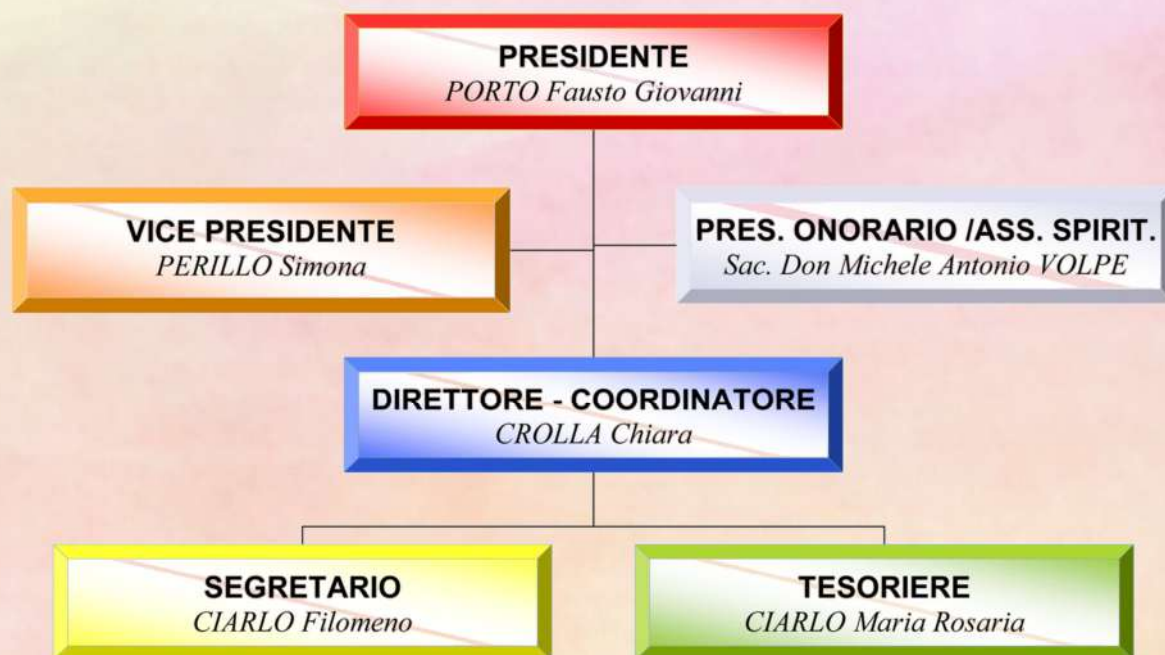 PRESIDENTE
PORTO Fausto Giovanni
VICE PRESIDENTE
PERILLO Simona
PRES. ONORARIO /ASS. SPIRIT.
Sac. Don Michele Antonio VOLPE
DIRETTORE - COORDINATORE
CROLLA Chiara
SEGRETARIO
CIARLO Filomeno
TESORIERE
CIARLO Maria Rosaria